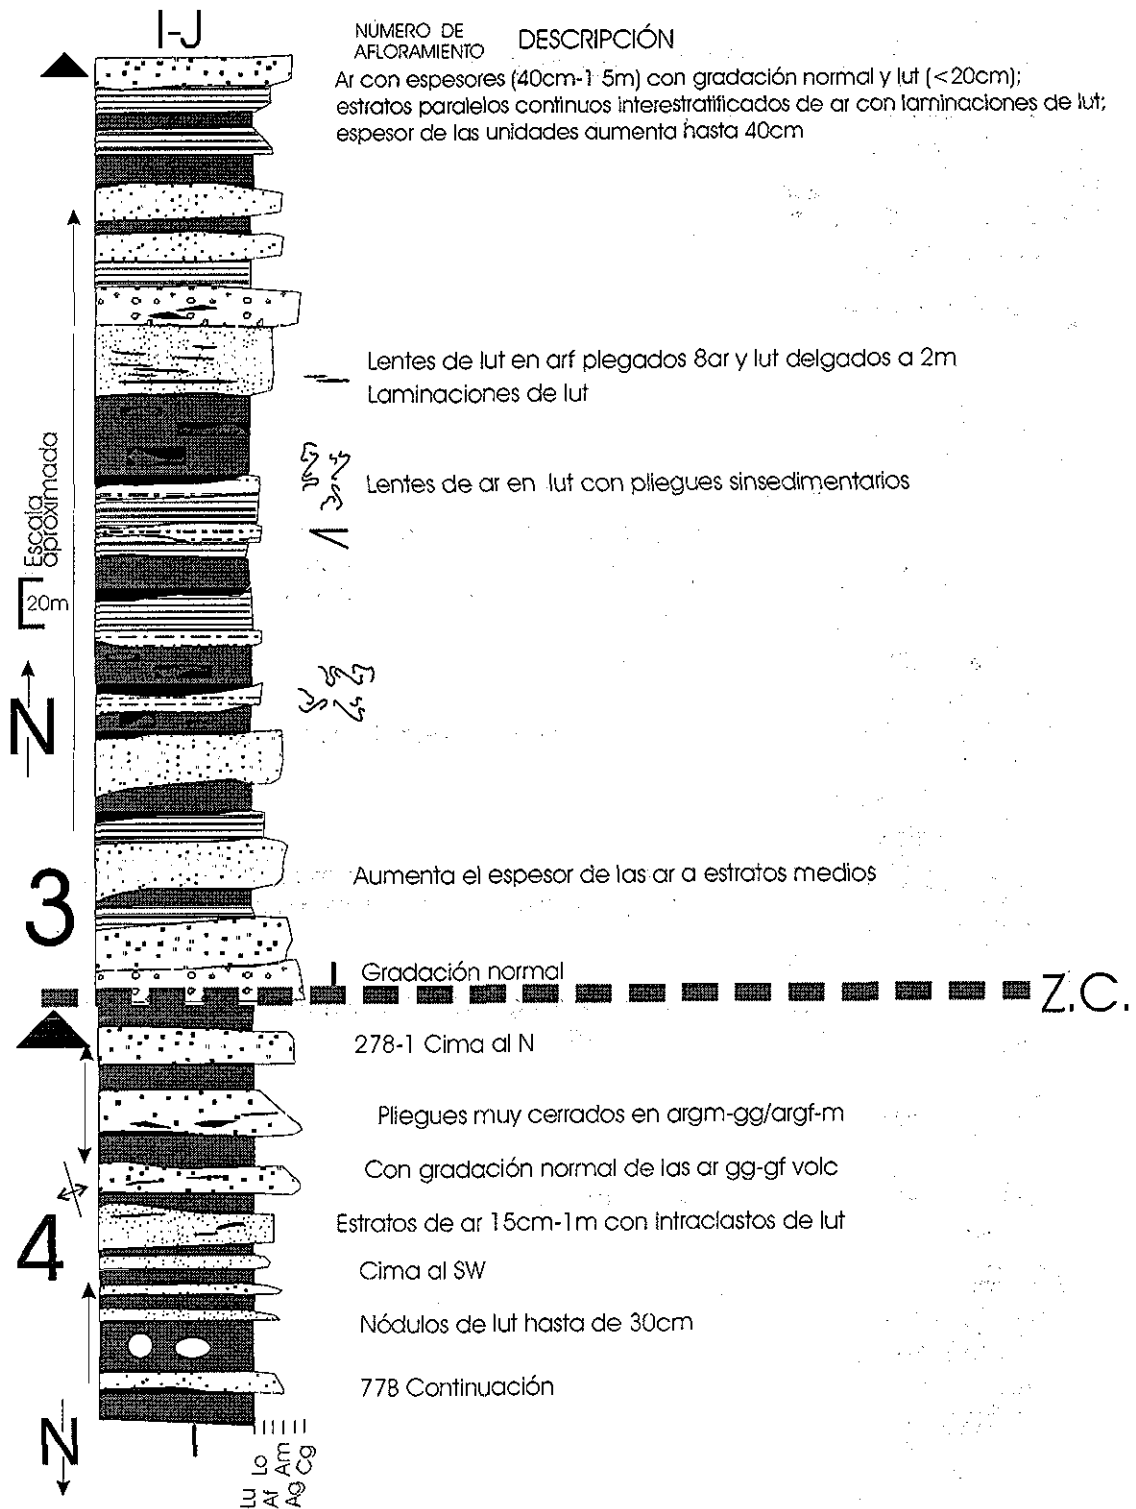 I-J
NÚMERO DE
AFLORAMIENTO
DESCRIPCIÓN
Ar con espesores (40cm-1 5m) con gradación normal y lut (<20cm);
estratos paralelos continuos interestratificados de ar con laminaciones de lut;
espesor de las unidades aumenta hasta 40cm
Lentes de lut en arf plegados 8ar y lut delgados a 2m
Laminaciones de lut
Lentes de ar en lut con pliegues sinsedimentarios
Escala
aproximada
20m
N
3
Aumenta el espesor de las ar a estratos medios
Gradación normal
Z.C.
278-1 Cima al N
Pliegues muy cerrados en argm-gg/argf-m
Con gradación normal de las ar gg-gf volc
4
Estratos de ar 15cm-1m con intraclastos de lut
Cima al SW
Nódulos de lut hasta de 30cm
77B Continuación
N
I
Lu
Lo
Af
Am
Ag
Cg